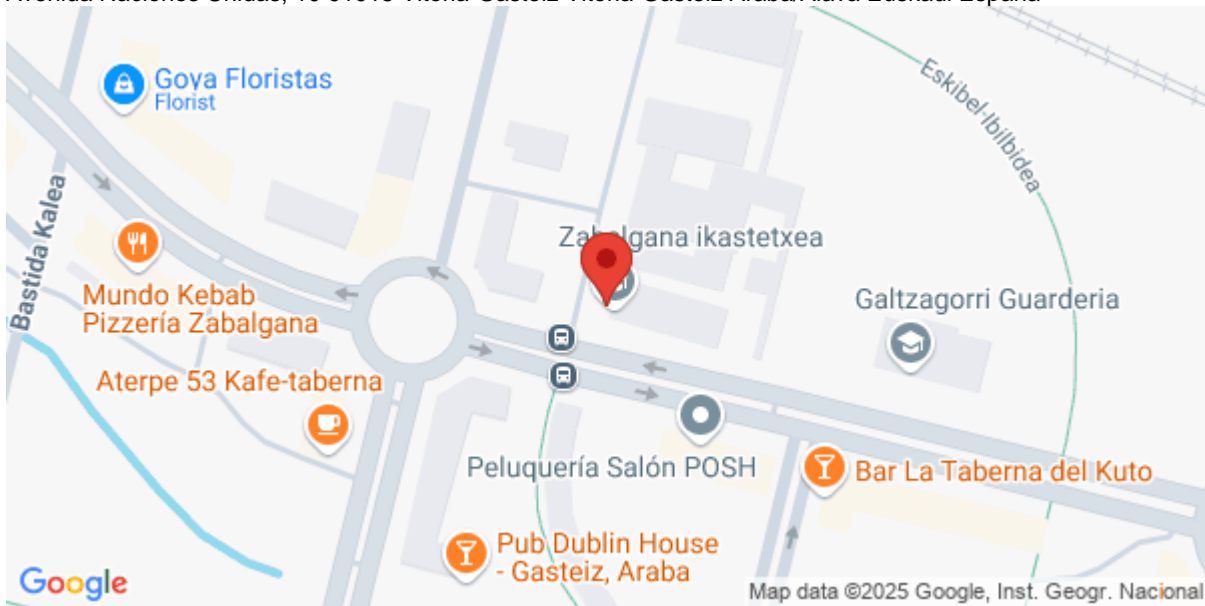 Goya Floristas
Florist
Eskibel-Ibilbidea
Bastida Kalea
Zabalgana ikastetxea
Mundo Kebab
Pizzería Zabalgana
Galtzagorri Guarderia
Aterpe 53 Kafe-taberna
Peluquería Salón POSH
Bar La Taberna del Kuto
Pub Dublin House
- Gasteiz, Araba
Google
Map data ©2025 Google, Inst. Geogr. Nacional